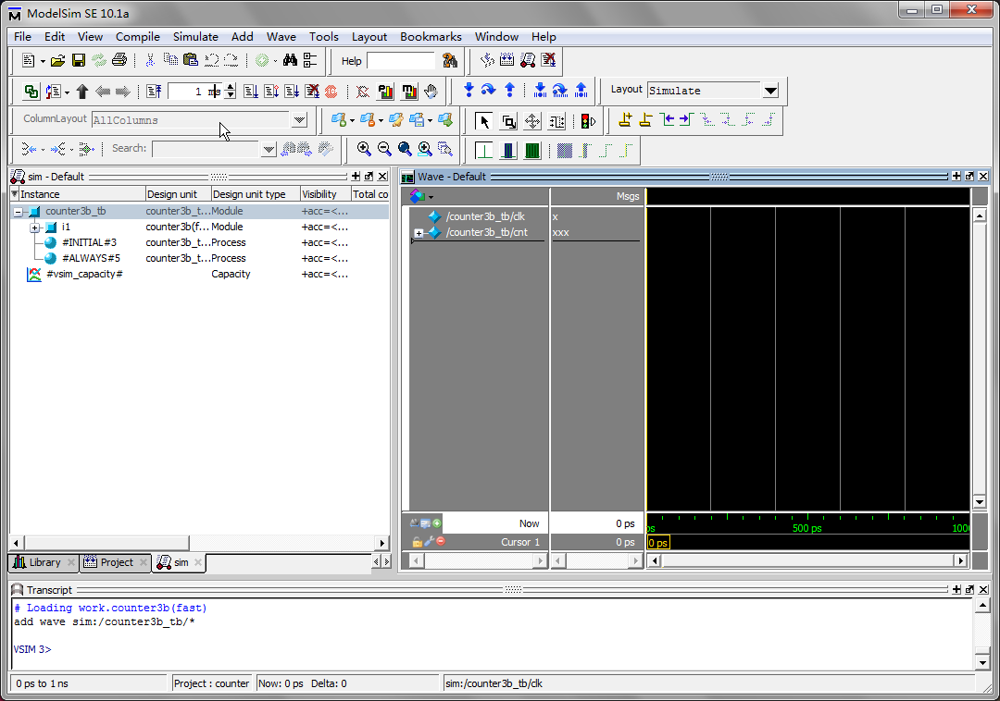 ModelSim SE 10.1a
File Edit View Compile Simulate Add Wave Tools Layout Bookmarks Window Help
Help
1 ms Layout Simulate
ColumnLayout AllColumns
Search:
sim - Default
Instance Design unit Design unit type Visibility Total co
counter3b_tb counter3b_t... Module +acc=<...
i1 counter3b(f... Module +acc=<...
#INITIAL#3 counter3b_t... Process +acc=<...
#ALWAYS#5 counter3b_t... Process +acc=<...
#vsim_capacity# Capacity +acc=<...
Library Project sim
Wave - Default
Msgs
/counter3b_tb/clk x
/counter3b_tb/cnt xxx
Now 0 ps ps 500 ps 1000
Cursor 1 0 ps 0 ps
Transcript
# Loading work.counter3b(fast)
add wave sim:/counter3b_tb/*
VSIM 3>
0 ps to 1 ns Project : counter Now: 0 ps Delta: 0 sim:/counter3b_tb/clk